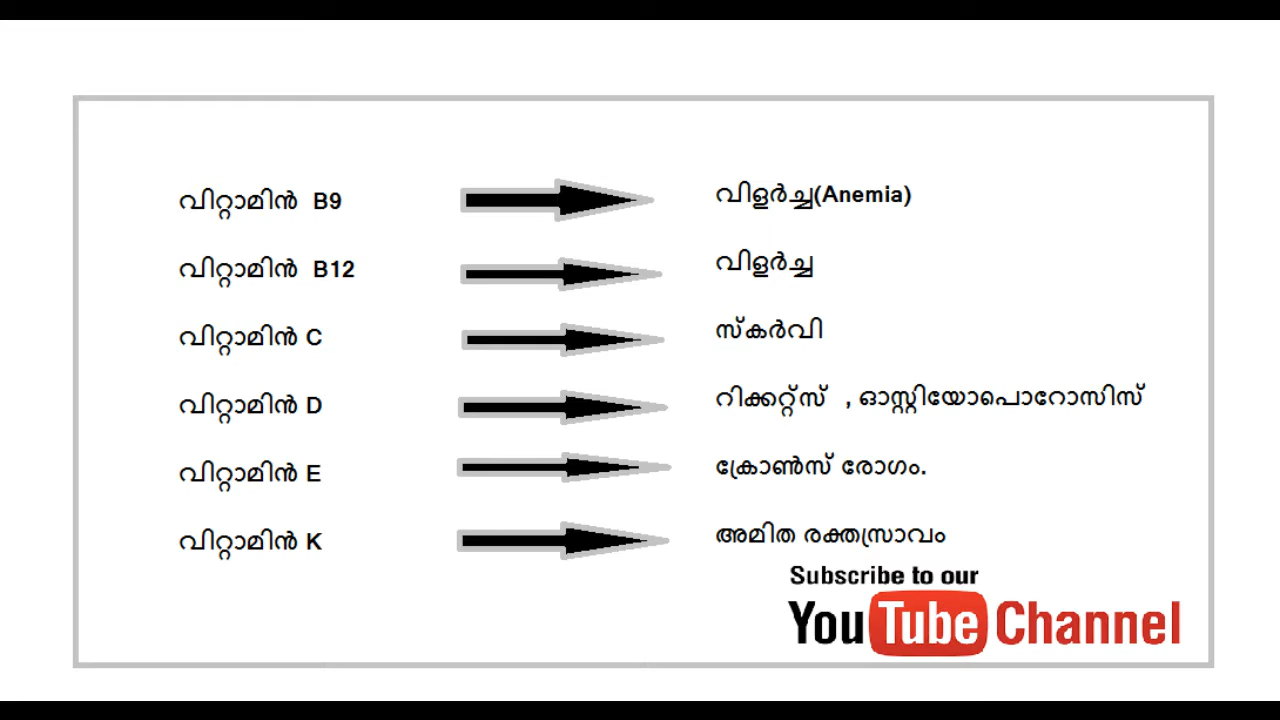 വിറ്റാമിൻ B9 വിളർച്ച(Anemia)
വിറ്റാമിൻ B12 വിളർച്ച
വിറ്റാമിൻ C സ്കർവി
വിറ്റാമിൻ D റിക്കറ്റ്സ് , ഓസ്റ്റിയോപൊറോസിസ്
വിറ്റാമിൻ E ക്രോൺസ് രോഗം.
വിറ്റാമിൻ K അമിത രക്തസ്രാവം
Subscribe to our
YouTube Channel